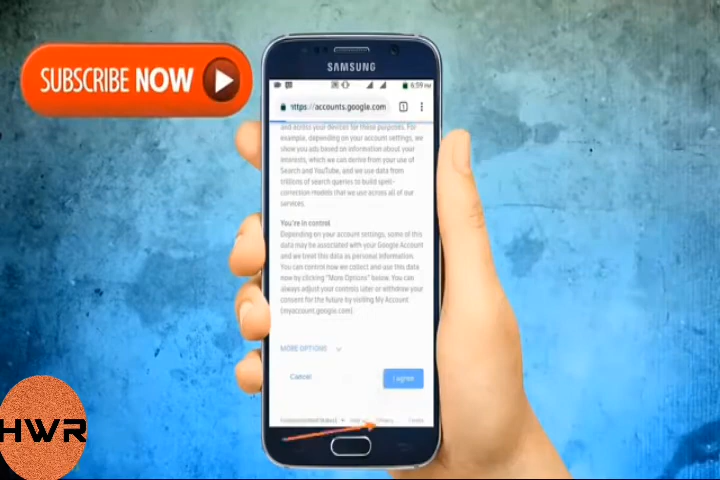 SUBSCRIBE NOW
SAMSUNG
6:59PM
https://accounts.google.com
1
and across your devices for these purposes. For
example, depending on your account settings, we
show you ads based on information about your
interests, which we can derive from your use of
Search and YouTube, and we use data from
trillions of search queries to build spell-
correction models that we use across all of our
services.
You're in control
Depending on your account settings, some of this
data may be associated with your Google Account
and we treat this data as personal information.
You can control how we collect and use this data
now by clicking "More Options" below. You can
always adjust your controls later or withdraw your
consent for the future by visiting My Account
(myaccount.google.com)
MORE OPTIONS
Cancel
I agree
Privacy
HWR